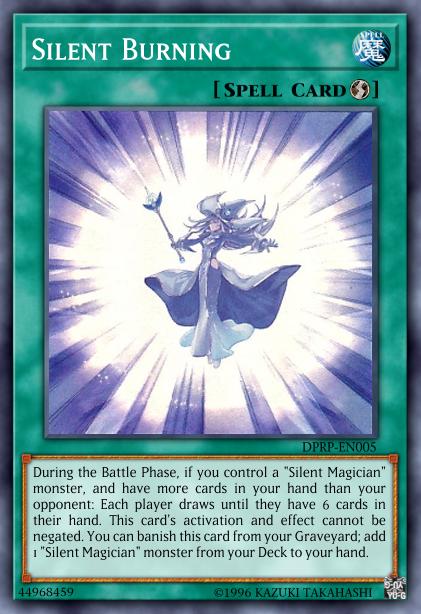 SILENT BURNING
SPELL
魔
[SPELL CARD]
DPRP-EN005
During the Battle Phase, if you control a "Silent Magician"
monster, and have more cards in your hand than your
opponent: Each player draws until they have 6 cards in
their hand. This card's activation and effect cannot be
negated. You can banish this card from your Graveyard; add
1 "Silent Magician" monster from your Deck to your hand.
44968459
©1996 KAZUKI TAKAHASHI